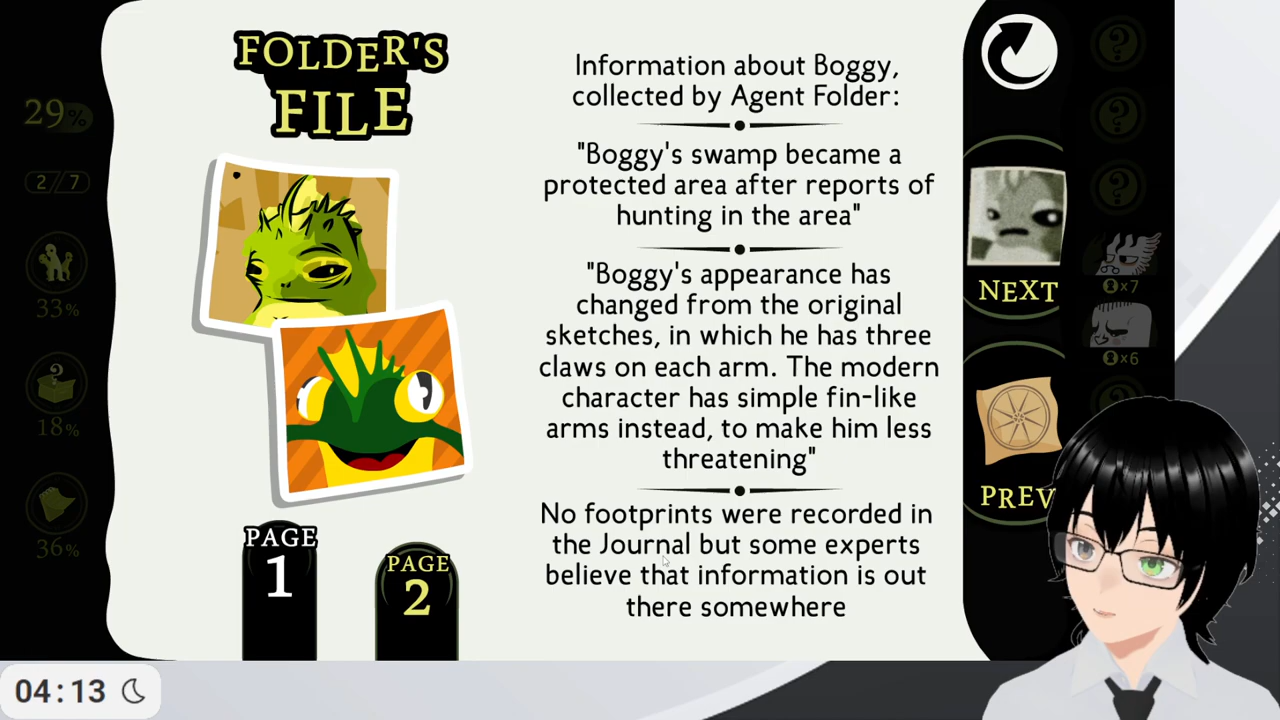 FOLDER'S
FILE
29%
2/7
33%
18%
36%
Information about Boggy,
collected by Agent Folder:
"Boggy's swamp became a
protected area after reports of
hunting in the area"
"Boggy's appearance has
changed from the original
sketches, in which he has three
claws on each arm. The modern
character has simple fin-like
arms instead, to make him less
threatening"
No footprints were recorded in
the Journal but some experts
believe that information is out
there somewhere
PAGE
1
PAGE
2
NEXT
PREV
?
?
?
x7
x6
04:13